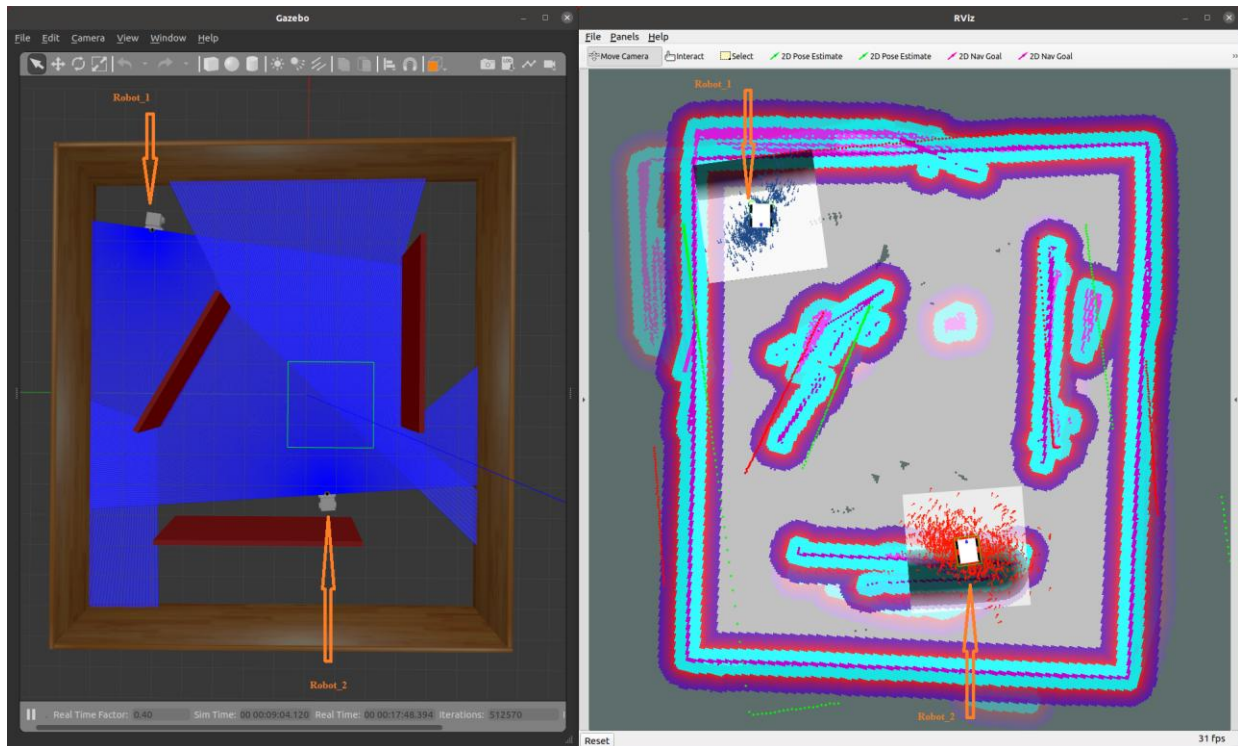 Gazebo
File Edit Camera View Window Help
Robot_1
Robot_2
Real Time Factor: 0.40 Sim Time: 00 00:09:04.120 Real Time: 00 00:17:48.394 Iterations: 512570
RViz
File Panels Help
Move Camera Interact Select 2D Pose Estimate 2D Pose Estimate 2D Nav Goal 2D Nav Goal
Robot_1
Robot_2
Reset 31 fps